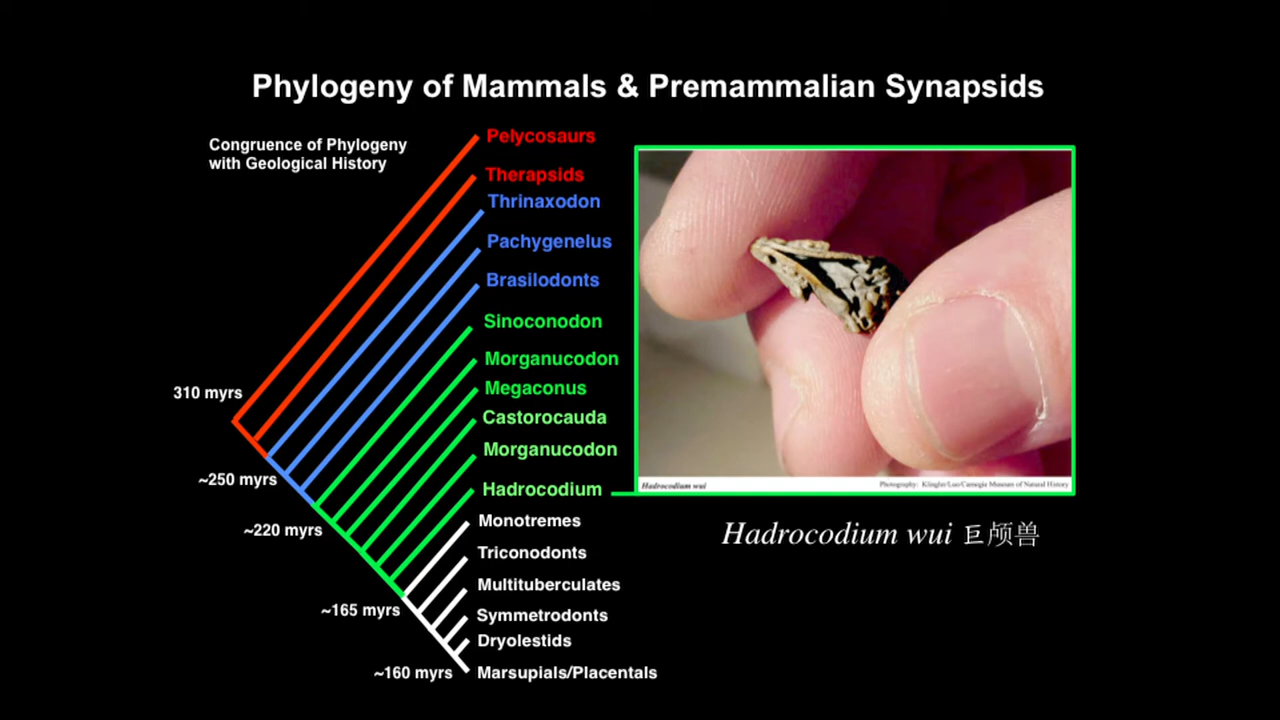 Phylogeny of Mammals & Premammalian Synapsids
Congruence of Phylogeny
with Geological History
Pelycosaurs
Therapsids
Thrinaxodon
Pachygenelus
Brasilodonts
Sinoconodon
Morganucodon
Megaconus
Castorocauda
Morganucodon
Hadrocodium
Monotremes
Triconodonts
Multituberculates
Symmetrodonts
Dryolestids
Marsupials/Placentals
310 myrs
~250 myrs
~220 myrs
~165 myrs
~160 myrs
Hadrocodium wui
Photography: Klingler/Luo/Carnegie Museum of Natural History
Hadrocodium wui 巨颅兽